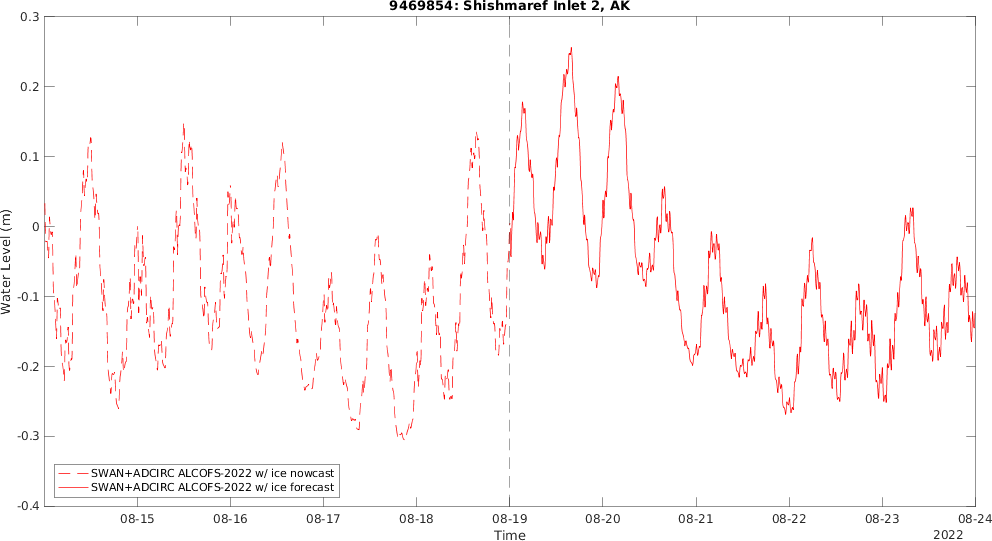 9469854: Shishmaref Inlet 2, AK
0.3
0.2
0.1
0
-0.1
-0.2
-0.3
-0.4
Water Level (m)
SWAN+ADCIRC ALCOFS-2022 w/ ice nowcast
SWAN+ADCIRC ALCOFS-2022 w/ ice forecast
08-15 08-16 08-17 08-18 08-19 08-20 08-21 08-22 08-23 08-24
Time
2022